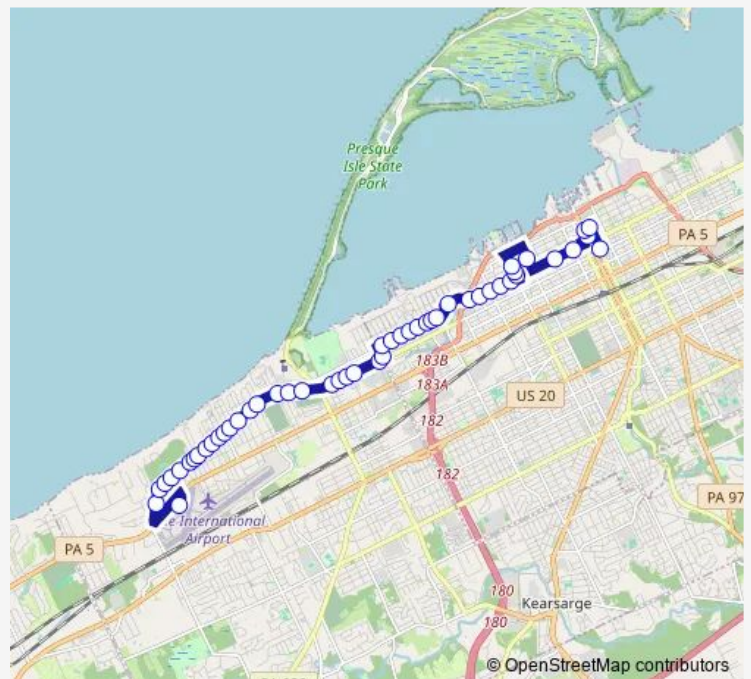 Presque
Isle State
Park
PA 5
183B
183A
US 20
182
182
PA 97
e International
Airport
PA 5
180
Kearsarge
180
© OpenStreetMap contributors